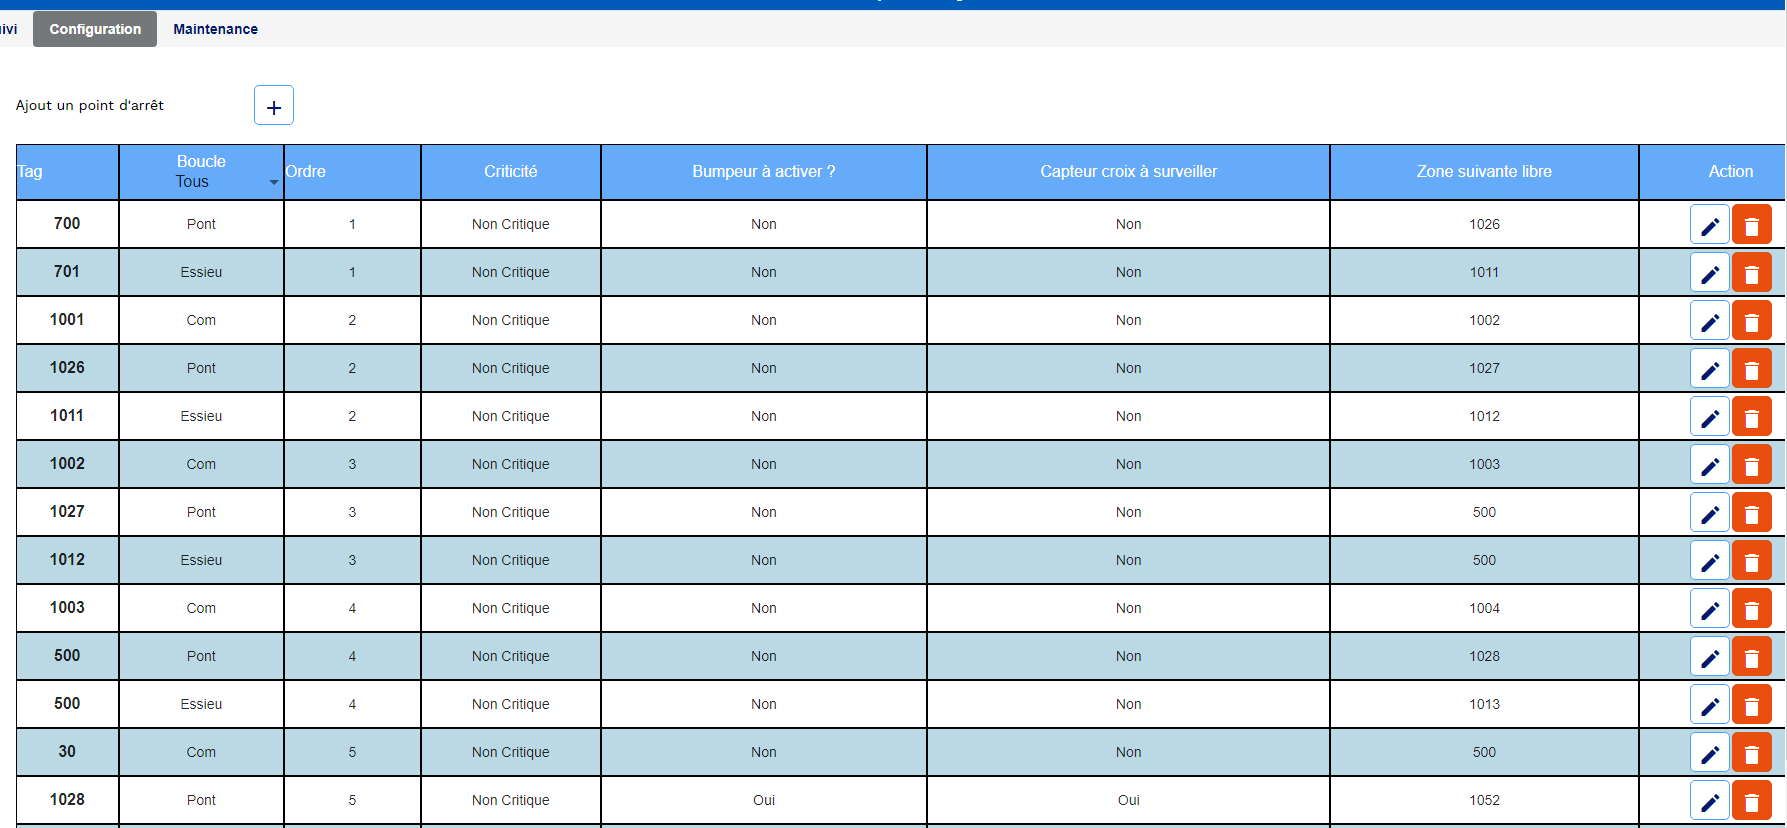 ivi Configuration Maintenance
Ajout un point d'arrêt +
Tag Boucle Tous Ordre Criticité Bumpeur à activer ? Capteur croix à surveiller Zone suivante libre Action
700 Pont 1 Non Critique Non Non 1026
701 Essieu 1 Non Critique Non Non 1011
1001 Com 2 Non Critique Non Non 1002
1026 Pont 2 Non Critique Non Non 1027
1011 Essieu 2 Non Critique Non Non 1012
1002 Com 3 Non Critique Non Non 1003
1027 Pont 3 Non Critique Non Non 500
1012 Essieu 3 Non Critique Non Non 500
1003 Com 4 Non Critique Non Non 1004
500 Pont 4 Non Critique Non Non 1028
500 Essieu 4 Non Critique Non Non 1013
30 Com 5 Non Critique Non Non 500
1028 Pont 5 Non Critique Oui Oui 1052